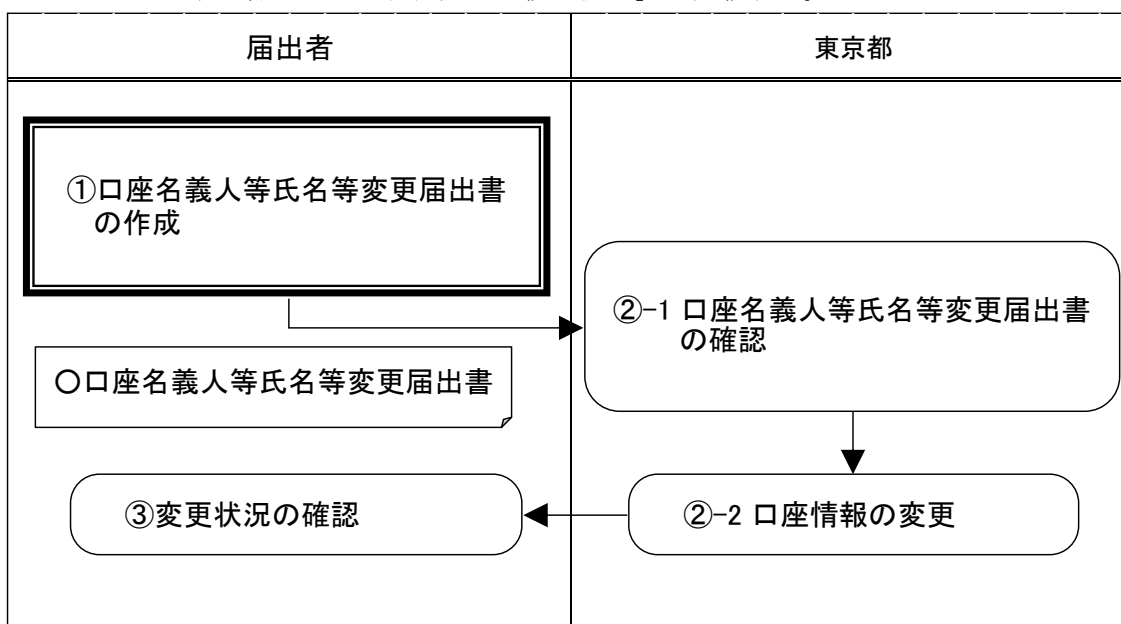 届出者
東京都
①口座名義人等氏名等変更届出書
の作成
②-1 口座名義人等氏名等変更届出書
の確認
〇口座名義人等氏名等変更届出書
③変更状況の確認
②-2 口座情報の変更